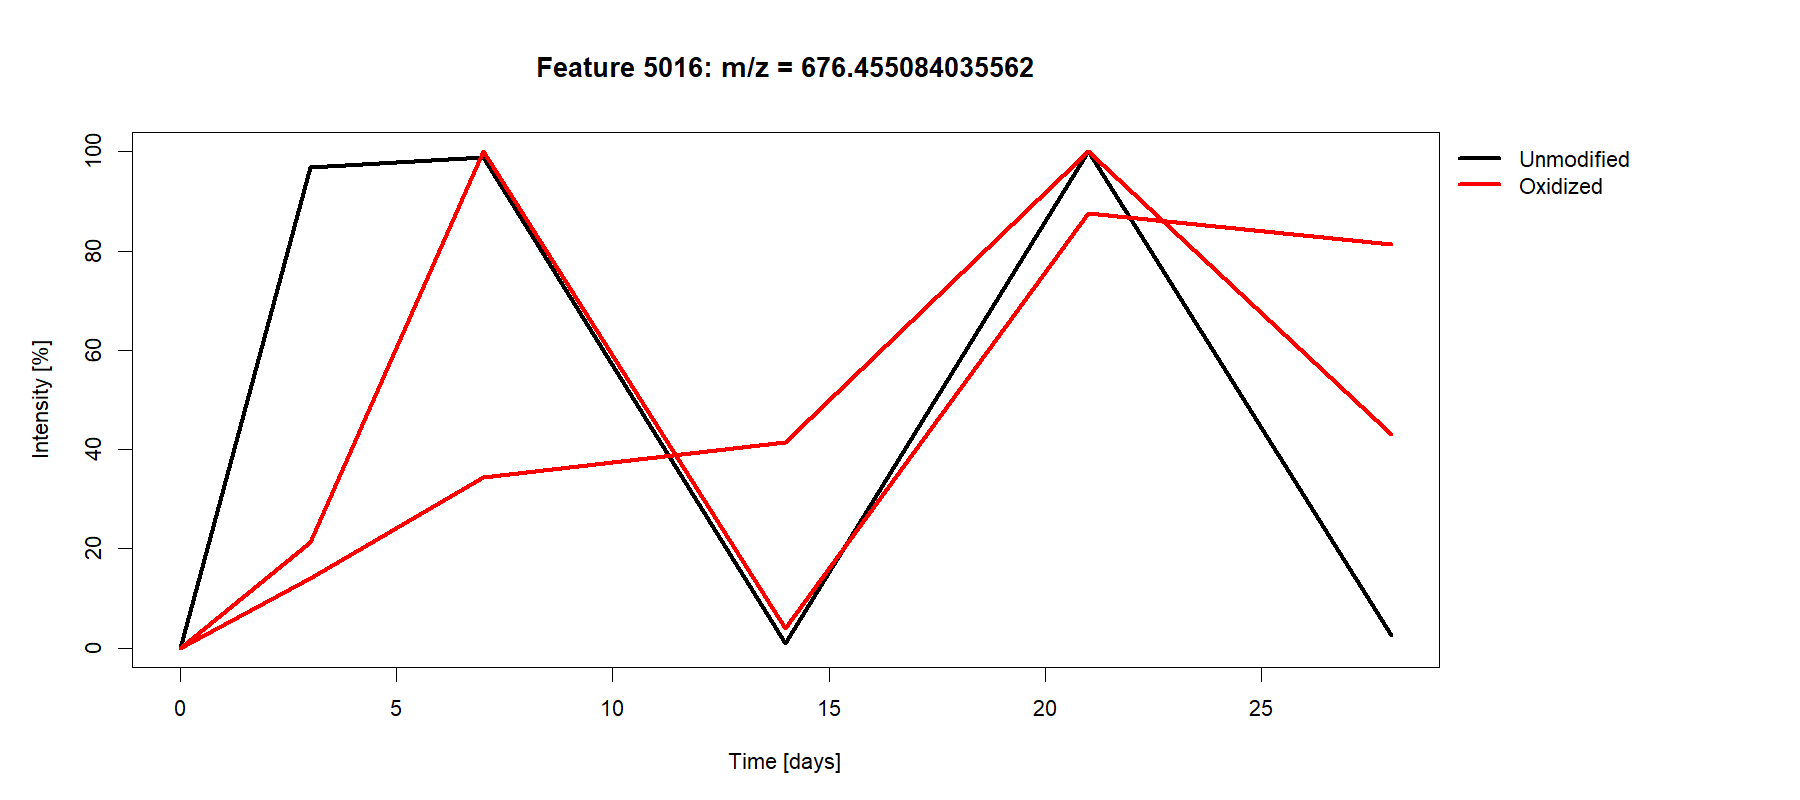 Feature 5016: m/z = 676.455084035562
Unmodified
Oxidized
100
80
60
40
20
0
Intensity [%]
0 5 10 15 20 25
Time [days]